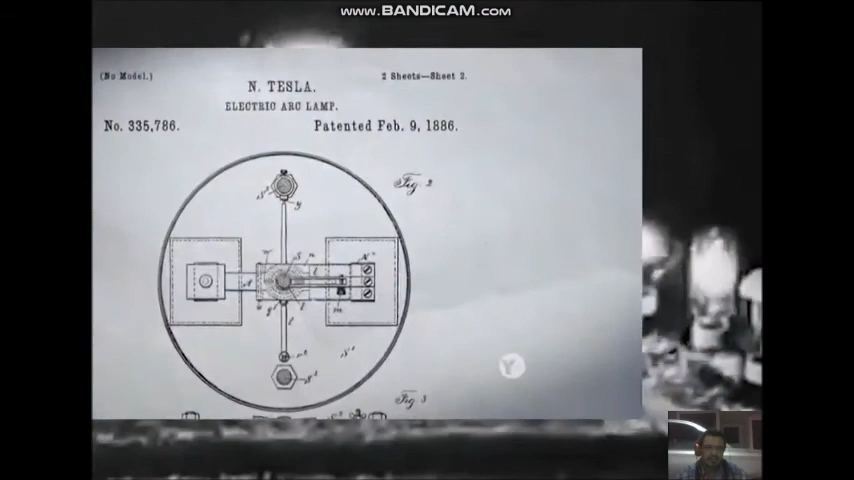 www.BANDICAM.com
(No Model.)
2 Sheets—Sheet 2.
N. TESLA.
ELECTRIC ARC LAMP.
No. 335,786.
Patented Feb. 9, 1886.
Fig. 2
Fig. 3
Y